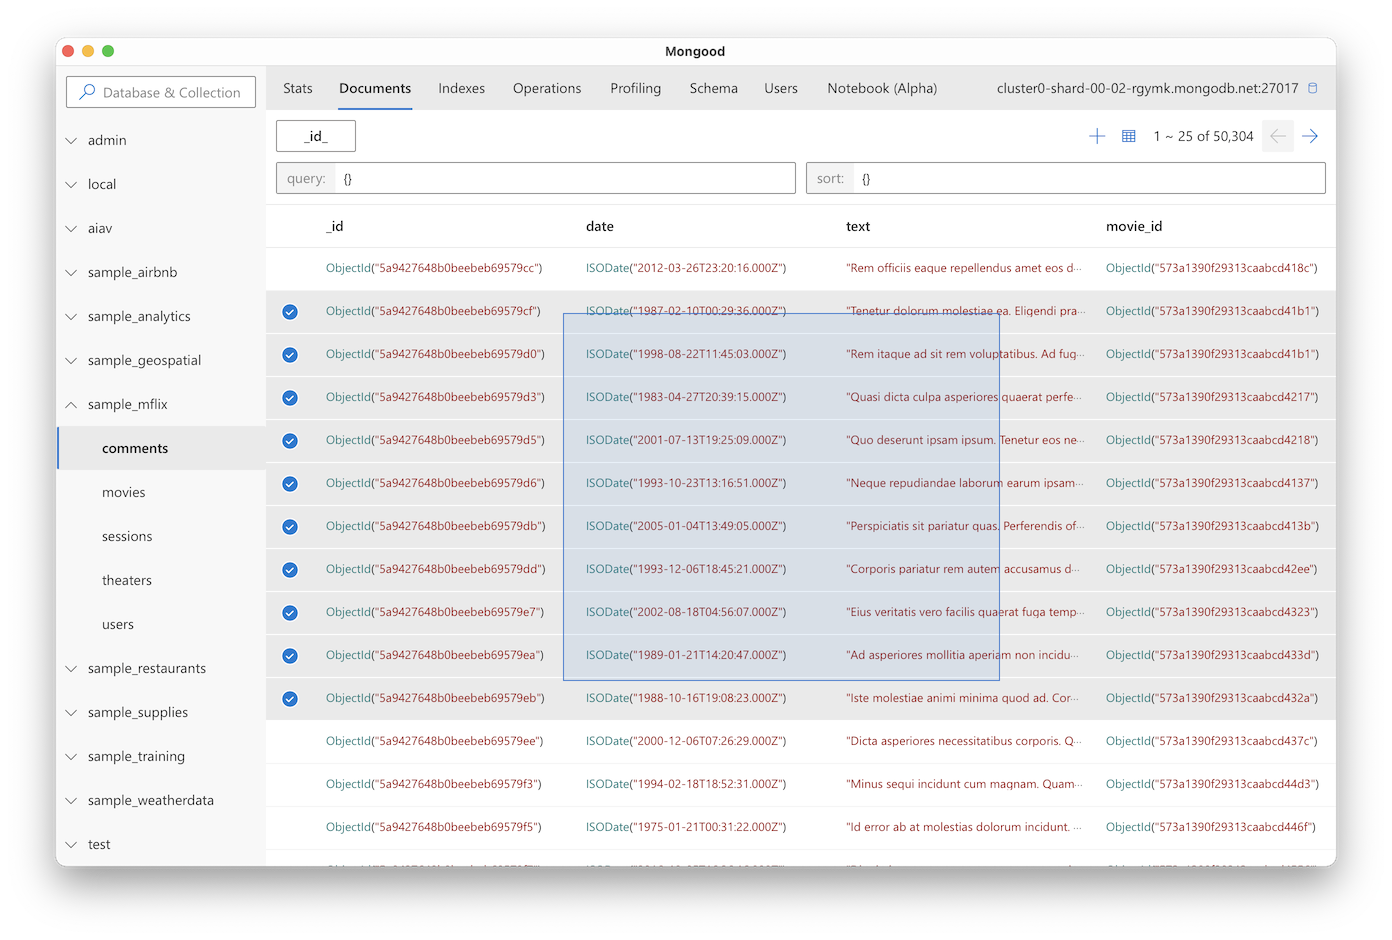 Mongood
Database & Collection
Stats Documents Indexes Operations Profiling Schema Users Notebook (Alpha) cluster0-shard-00-02-rgymk.mongodb.net:27017
admin
local
aiav
sample_airbnb
sample_analytics
sample_geospatial
sample_mflix
comments
movies
sessions
theaters
users
sample_restaurants
sample_supplies
sample_training
sample_weatherdata
test
_id_
1 ~ 25 of 50,304
query: {}
sort: {}
_id date text movie_id
ObjectId("5a9427648b0beebeb69579cc") ISODate("2012-03-26T23:20:16.000Z") "Rem officiis eaque repellendus amet eos d··· ObjectId("573a1390f29313caabcd418c")
ObjectId("5a9427648b0beebeb69579cf") ISODate("1987-02-10T00:29:36.000Z") "Tenetur dolorum molestiae ea. Eligendi pra··· ObjectId("573a1390f29313caabcd41b1")
ObjectId("5a9427648b0beebeb69579d0") ISODate("1998-08-22T11:45:03.000Z") "Rem itaque ad sit rem voluptatibus. Ad fug··· ObjectId("573a1390f29313caabcd41b1")
ObjectId("5a9427648b0beebeb69579d3") ISODate("1983-04-27T20:39:15.000Z") "Quasi dicta culpa asperiores quaerat perfe··· ObjectId("573a1390f29313caabcd4217")
ObjectId("5a9427648b0beebeb69579d5") ISODate("2001-07-13T19:25:09.000Z") "Quo deserunt ipsam ipsum. Tenetur eos ne··· ObjectId("573a1390f29313caabcd4218")
ObjectId("5a9427648b0beebeb69579d6") ISODate("1993-10-23T13:16:51.000Z") "Neque repudiandae laborum earum ipsam··· ObjectId("573a1390f29313caabcd4137")
ObjectId("5a9427648b0beebeb69579db") ISODate("2005-01-04T13:49:05.000Z") "Perspiciatis sit pariatur quas. Perferendis of··· ObjectId("573a1390f29313caabcd413b")
ObjectId("5a9427648b0beebeb69579dd") ISODate("1993-12-06T18:45:21.000Z") "Corporis pariatur rem autem accusamus d··· ObjectId("573a1390f29313caabcd42ee")
ObjectId("5a9427648b0beebeb69579e7") ISODate("2002-08-18T04:56:07.000Z") "Eius veritatis vero facilis quaerat fuga temp··· ObjectId("573a1390f29313caabcd4323")
ObjectId("5a9427648b0beebeb69579ea") ISODate("1989-01-21T14:20:47.000Z") "Ad asperiores mollitia aperiam non incidu··· ObjectId("573a1390f29313caabcd433d")
ObjectId("5a9427648b0beebeb69579eb") ISODate("1988-10-16T19:08:23.000Z") "Iste molestiae animi minima quod ad. Cor··· ObjectId("573a1390f29313caabcd432a")
ObjectId("5a9427648b0beebeb69579ee") ISODate("2000-12-06T07:26:29.000Z") "Dicta asperiores necessitatibus corporis. Q··· ObjectId("573a1390f29313caabcd437c")
ObjectId("5a9427648b0beebeb69579f3") ISODate("1994-02-18T18:52:31.000Z") "Minus sequi incidunt cum magnam. Quam··· ObjectId("573a1390f29313caabcd44d3")
ObjectId("5a9427648b0beebeb69579f5") ISODate("1975-01-21T00:31:22.000Z") "Id error ab at molestias dolorum incidunt. ··· ObjectId("573a1390f29313caabcd446f")